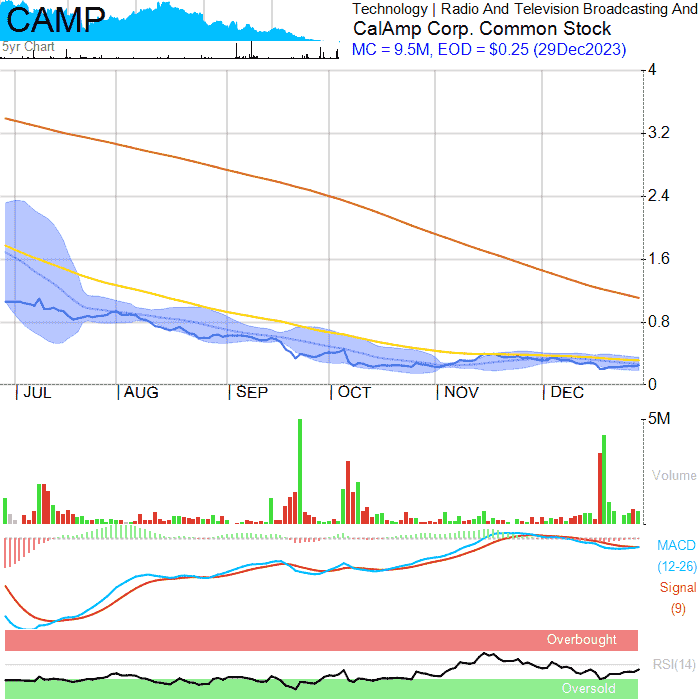 CAMP
5yr Chart
Technology | Radio And Television Broadcasting And
CalAmp Corp. Common Stock
MC = 9.5M, EOD = $0.25 (29Dec2023)
4
3.2
2.4
1.6
0.8
0
JUL AUG SEP OCT NOV DEC
5M
Volume
MACD
(12-26)
Signal
(9)
Overbought
RSI(14)
Oversold